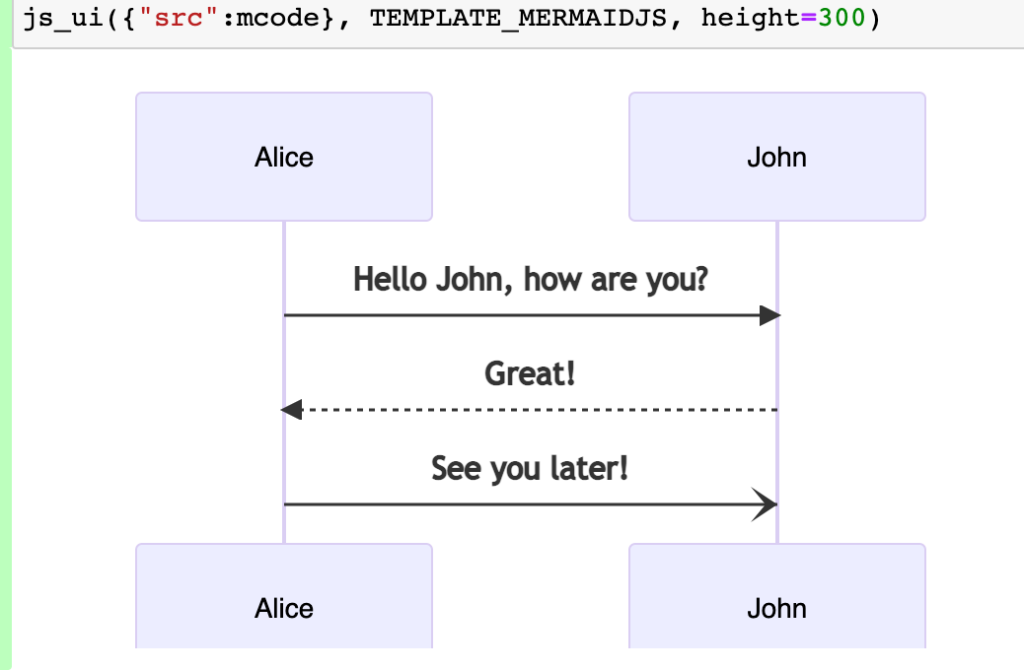 js_ui({"src":mcode}, TEMPLATE_MERMAIDJS, height=300)
Alice John
Hello John, how are you?
Great!
See you later!
Alice John